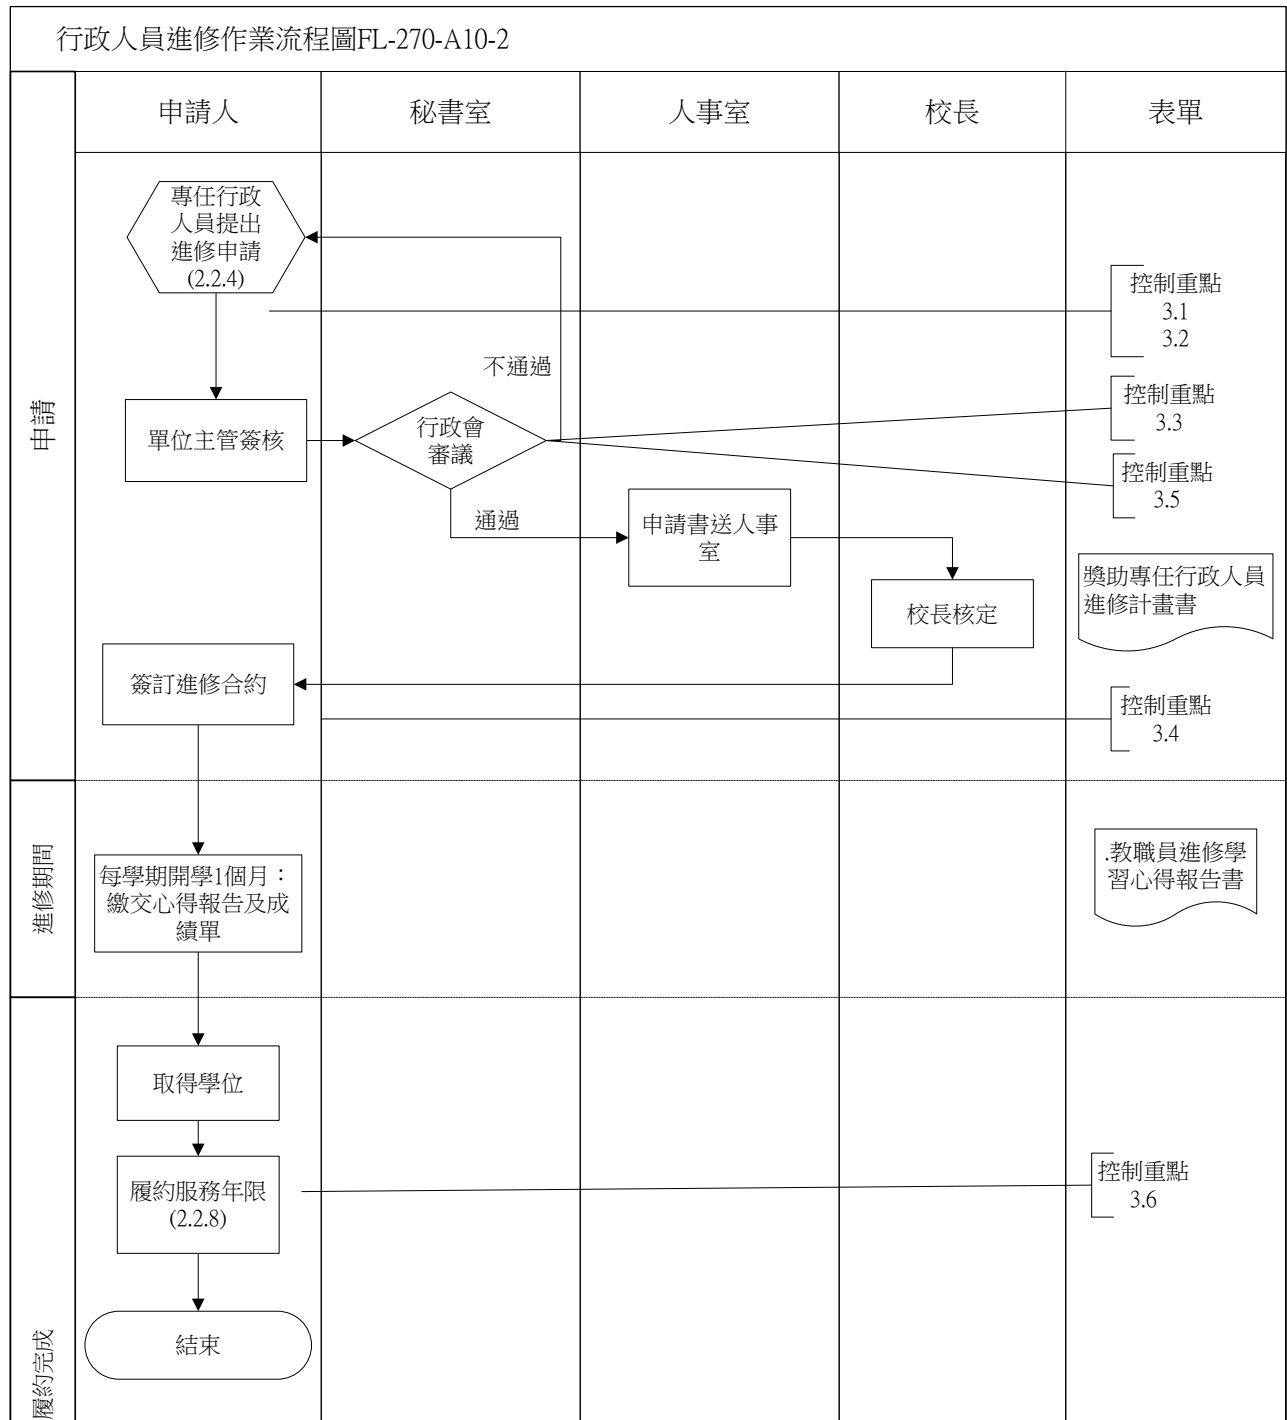 行政人員進修作業流程圖FL-270-A10-2
申請人
秘書室
人事室
校長
表單
申請
專任行政
人員提出
進修申請
(2.2.4)
控制重點
3.1
3.2
不通過
單位主管簽核
行政會
審議
控制重點
3.3
控制重點
3.5
通過
申請書送人事
室
獎助專任行政人員
進修計畫書
校長核定
簽訂進修合約
控制重點
3.4
進修期間
每學期開學1個月：
繳交心得報告及成
績單
.教職員進修學
習心得報告書
履約完成
取得學位
履約服務年限
(2.2.8)
控制重點
3.6
結束